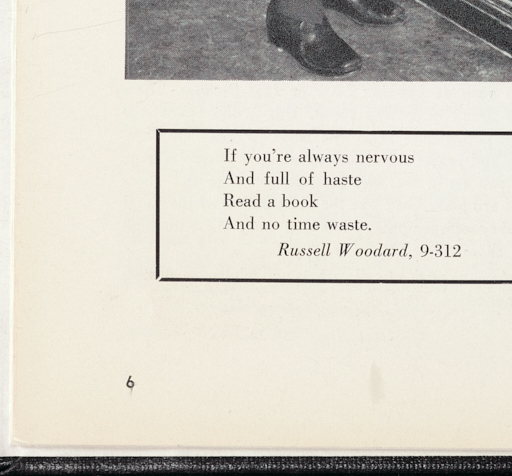 If you're always nervous
And full of haste
Read a book
And no time waste.
Russell Woodard, 9-312
6